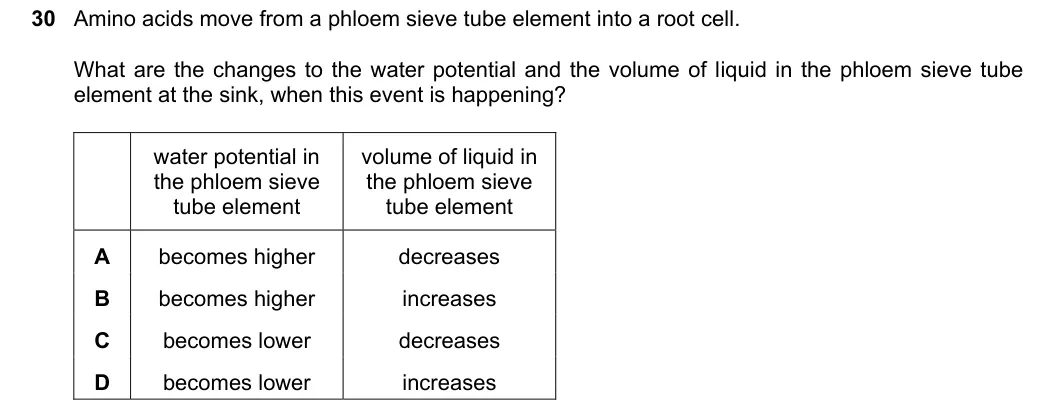 30 Amino acids move from a phloem sieve tube element into a root cell.
What are the changes to the water potential and the volume of liquid in the phloem sieve tube
element at the sink, when this event is happening?
water potential in the phloem sieve tube element
volume of liquid in the phloem sieve tube element
A becomes higher decreases
B becomes higher increases
C becomes lower decreases
D becomes lower increases